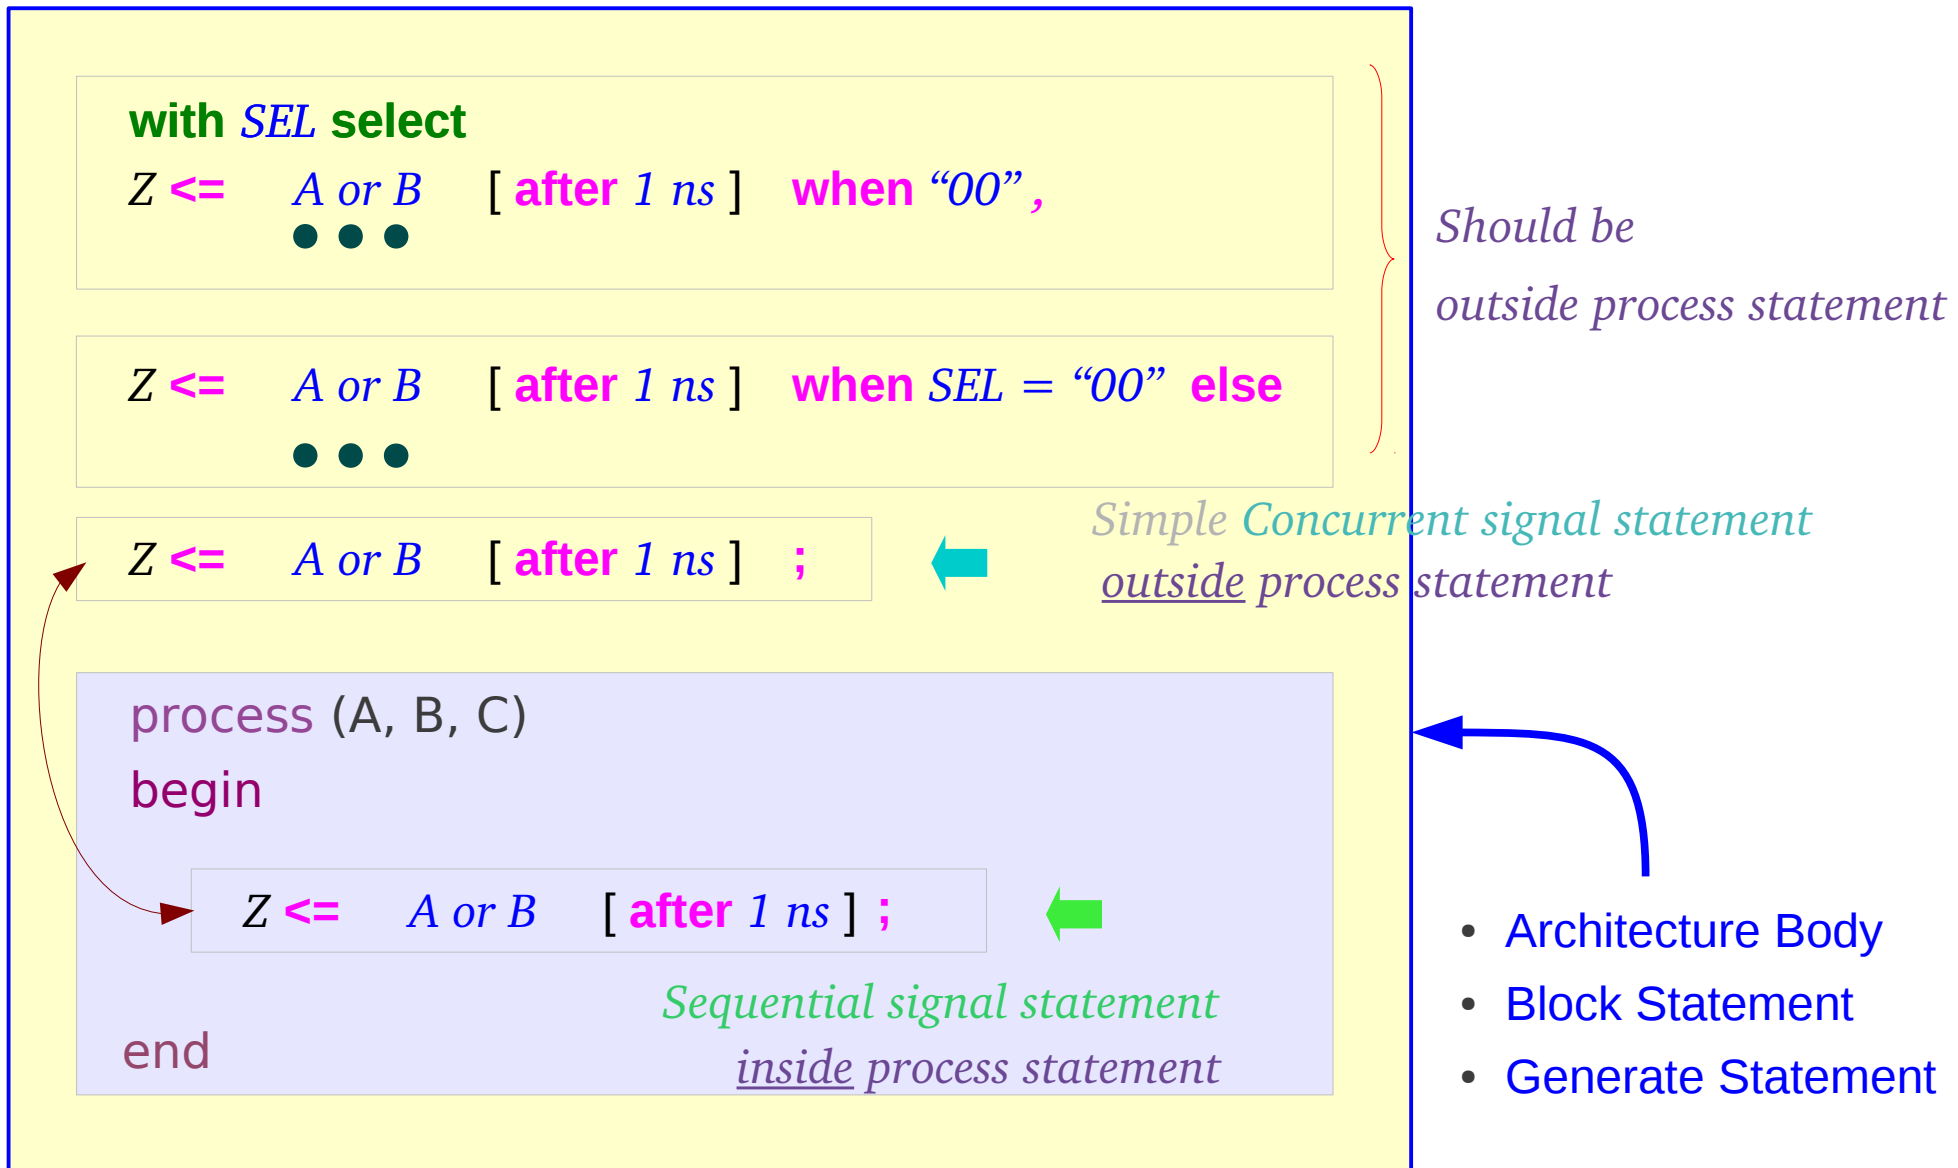 with SEL select
Z <= A or B [ after 1 ns ] when “00” ,
Should be
outside process statement
Z <= A or B [ after 1 ns ] when SEL = “00” else
Simple Concurrent signal statement
Z <= A or B [ after 1 ns ] ;
outside process statement
process (A, B, C)
begin
Z <= A or B [ after 1 ns ] ;
Sequential signal statement
inside process statement
end
• Architecture Body
• Block Statement
• Generate Statement